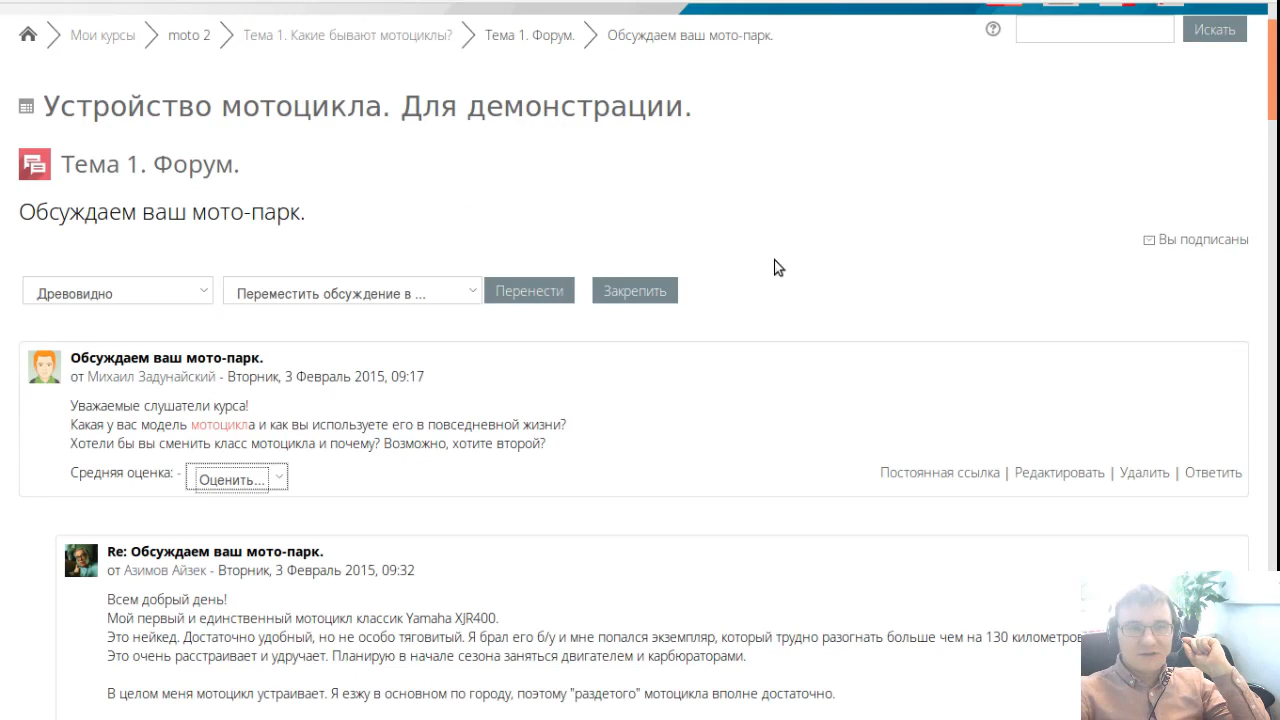 Мои курсы moto 2 Тема 1. Какие бывают мотоциклы? Тема 1. Форум. Обсуждаем ваш мото-парк. Искать
Устройство мотоцикла. Для демонстрации.
Тема 1. Форум.
Обсуждаем ваш мото-парк.
Вы подписаны
Древовидно Переместить обсуждение в ... Перенести Закрепить
Обсуждаем ваш мото-парк.
от Михаил Задунайский - Вторник, 3 Февраль 2015, 09:17
Уважаемые слушатели курса!
Какая у вас модель мотоцикла и как вы используете его в повседневной жизни?
Хотели бы вы сменить класс мотоцикла и почему? Возможно, хотите второй?
Средняя оценка: - Оценить... Постоянная ссылка | Редактировать | Удалить | Ответить
Re: Обсуждаем ваш мото-парк.
от Азимов Айзек - Вторник, 3 Февраль 2015, 09:32
Всем добрый день!
Мой первый и единственный мотоцикл классик Yamaha XJR400.
Это нейкед. Достаточно удобный, но не особо тяговитый. Я брал его б/у и мне попался экземпляр, который трудно разогнать больше чем на 130 километров
Это очень расстраивает и удручает. Планирую в начале сезона заняться двигателем и карбюраторами.
В целом меня мотоцикл устраивает. Я езжу в основном по городу, поэтому "раздетого" мотоцикла вполне достаточно.